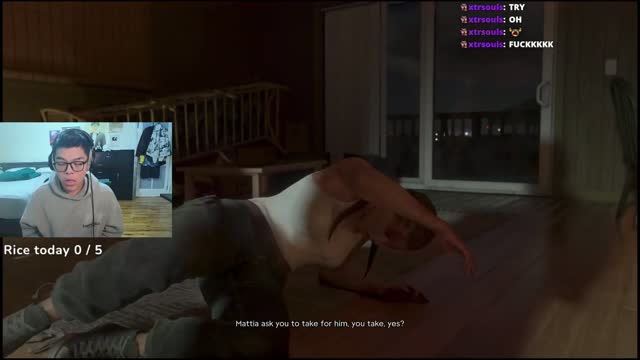 xtrsouls: TRY
xtrsouls: OH
xtrsouls:
xtrsouls: FUCKKKKK
Rice today 0 / 5
Mattia ask you to take for him, you take, yes?